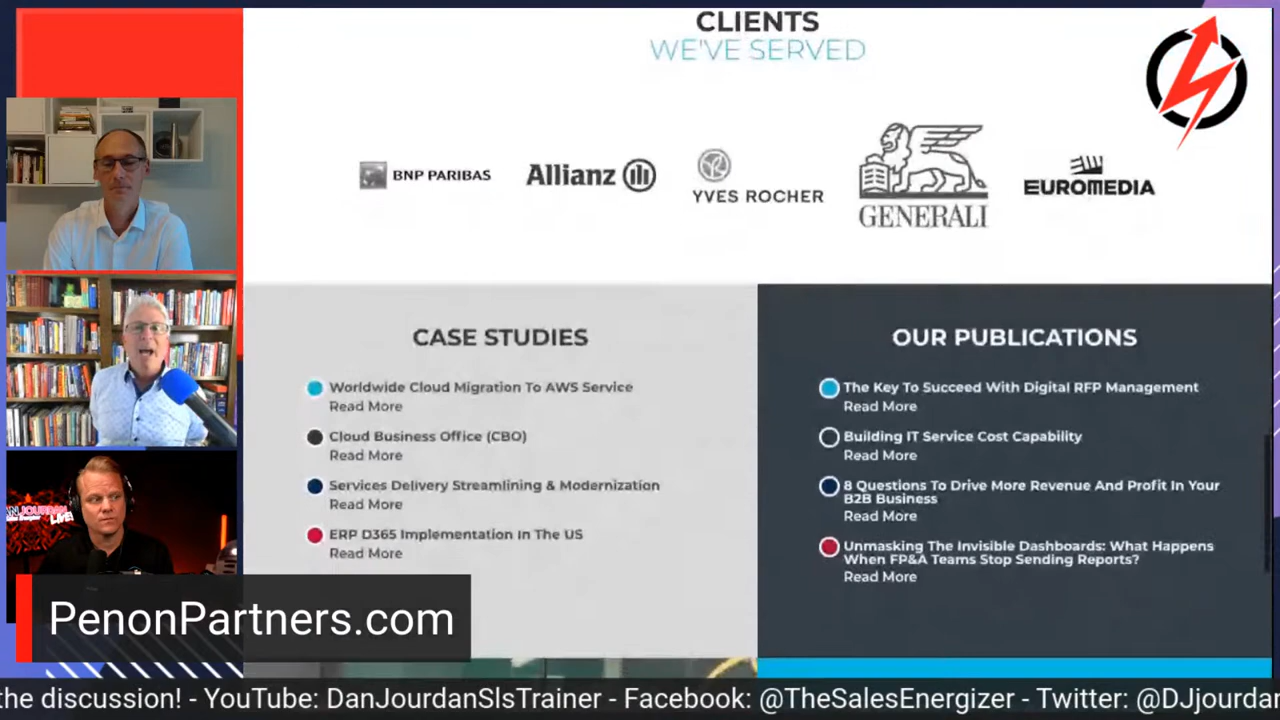 CLIENTS
WE'VE SERVED
BNP PARIBAS
Allianz
YVES ROCHER
GENERALI
EUROMEDIA
CASE STUDIES
Worldwide Cloud Migration To AWS Service
Read More
Cloud Business Office (CBO)
Read More
Services Delivery Streamlining & Modernization
Read More
ERP D365 Implementation In The US
Read More
OUR PUBLICATIONS
The Key To Succeed With Digital RFP Management
Read More
Building IT Service Cost Capability
Read More
8 Questions To Drive More Revenue And Profit In Your
B2B Business
Read More
Unmasking The Invisible Dashboards: What Happens
When FP&A Teams Stop Sending Reports?
Read More
JOURDAN
LIVE!
PenonPartners.com
the discussion! - YouTube: DanJourdanSlsTrainer - Facebook: @TheSalesEnergizer - Twitter: @DJjourdan